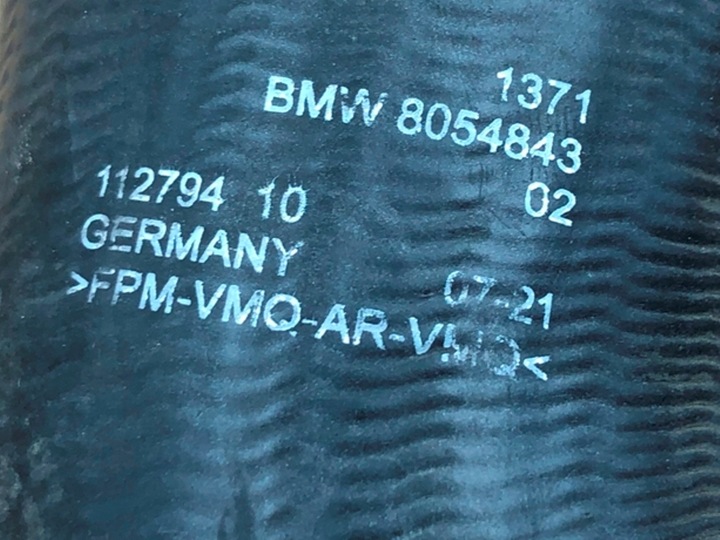 1371
BMW 8054843
02
112794 10
GERMANY
07-21
>FPM-VMQ-AR-VMQ<